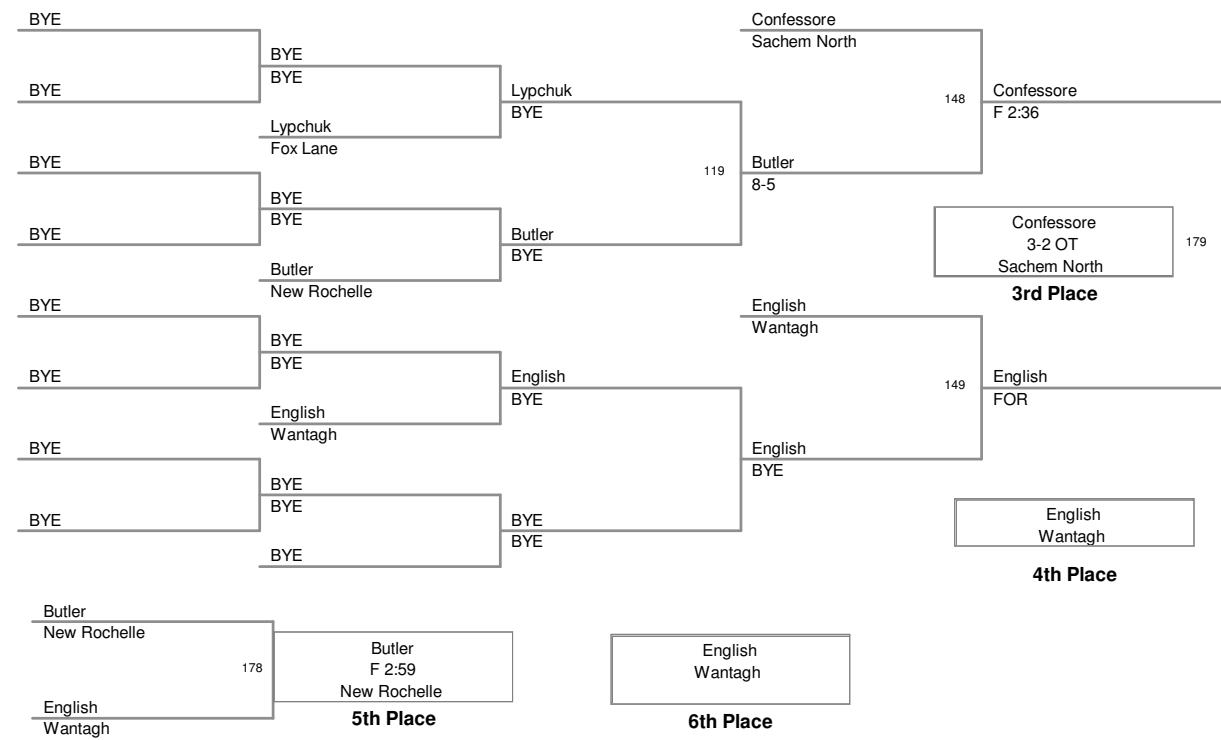 BYE
BYE
BYE
BYE
Lypchuk
Fox Lane
Lypchuk
BYE
BYE
BYE
BYE
BYE
Butler
New Rochelle
Butler
BYE
119
Butler
8-5
Confessore
Sachem North
148
Confessore
F 2:36
Confessore
3-2 OT
Sachem North
179
3rd Place
BYE
BYE
BYE
BYE
English
Wantagh
English
BYE
BYE
BYE
BYE
BYE
BYE
BYE
BYE
English
BYE
English
Wantagh
149
English
FOR
English
Wantagh
4th Place
Butler
New Rochelle
178
English
Wantagh
Butler
F 2:59
New Rochelle
5th Place
English
Wantagh
6th Place